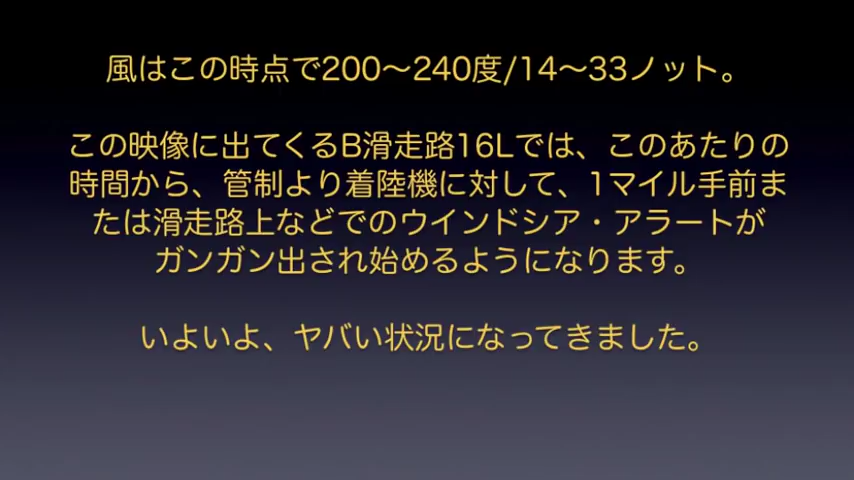 風はこの時点で200〜240度/14〜33ノット。
この映像に出てくるB滑走路16Lでは、このあたりの
時間から、管制より着陸機に対して、1マイル手前ま
たは滑走路上などでのウインドシア・アラートが
ガンガン出され始めるようになります。
いよいよ、ヤバい状況になってきました。